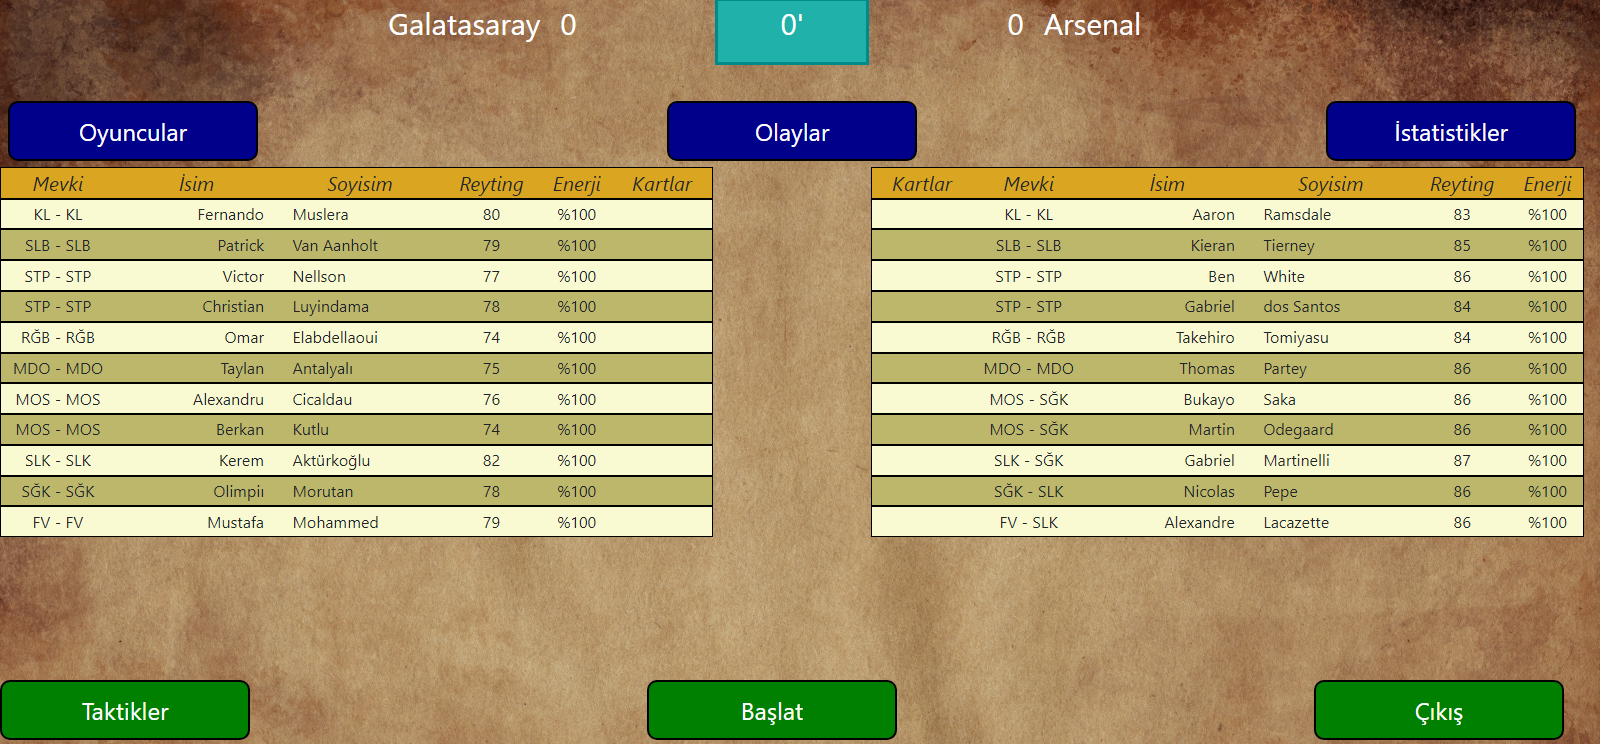 Galatasaray 0 0' 0 Arsenal
Oyuncular Olaylar İstatistikler
Mevki İsim Soyisim Reyting Enerji Kartlar Kartlar Mevki İsim Soyisim Reyting Enerji
KL - KL Fernando Muslera 80 %100 KL - KL Aaron Ramsdale 83 %100
SLB - SLB Patrick Van Aanholt 79 %100 SLB - SLB Kieran Tierney 85 %100
STP - STP Victor Nellson 77 %100 STP - STP Ben White 86 %100
STP - STP Christian Luyindama 78 %100 STP - STP Gabriel dos Santos 84 %100
RĞB - RĞB Omar Elabdellaoui 74 %100 RĞB - RĞB Takehiro Tomiyasu 84 %100
MDO - MDO Taylan Antalyalı 75 %100 MDO - MDO Thomas Partey 86 %100
MOS - MOS Alexandru Cicaldau 76 %100 MOS - SĞK Bukayo Saka 86 %100
MOS - MOS Berkan Kutlu 74 %100 MOS - SĞK Martin Odegaard 86 %100
SLK - SLK Kerem Aktürkoğlu 82 %100 SLK - SĞK Gabriel Martinelli 87 %100
SĞK - SĞK Olimpiı Morutan 78 %100 SĞK - SLK Nicolas Pepe 86 %100
FV - FV Mustafa Mohammed 79 %100 FV - SLK Alexandre Lacazette 86 %100
Taktikler Başlat Çıkış